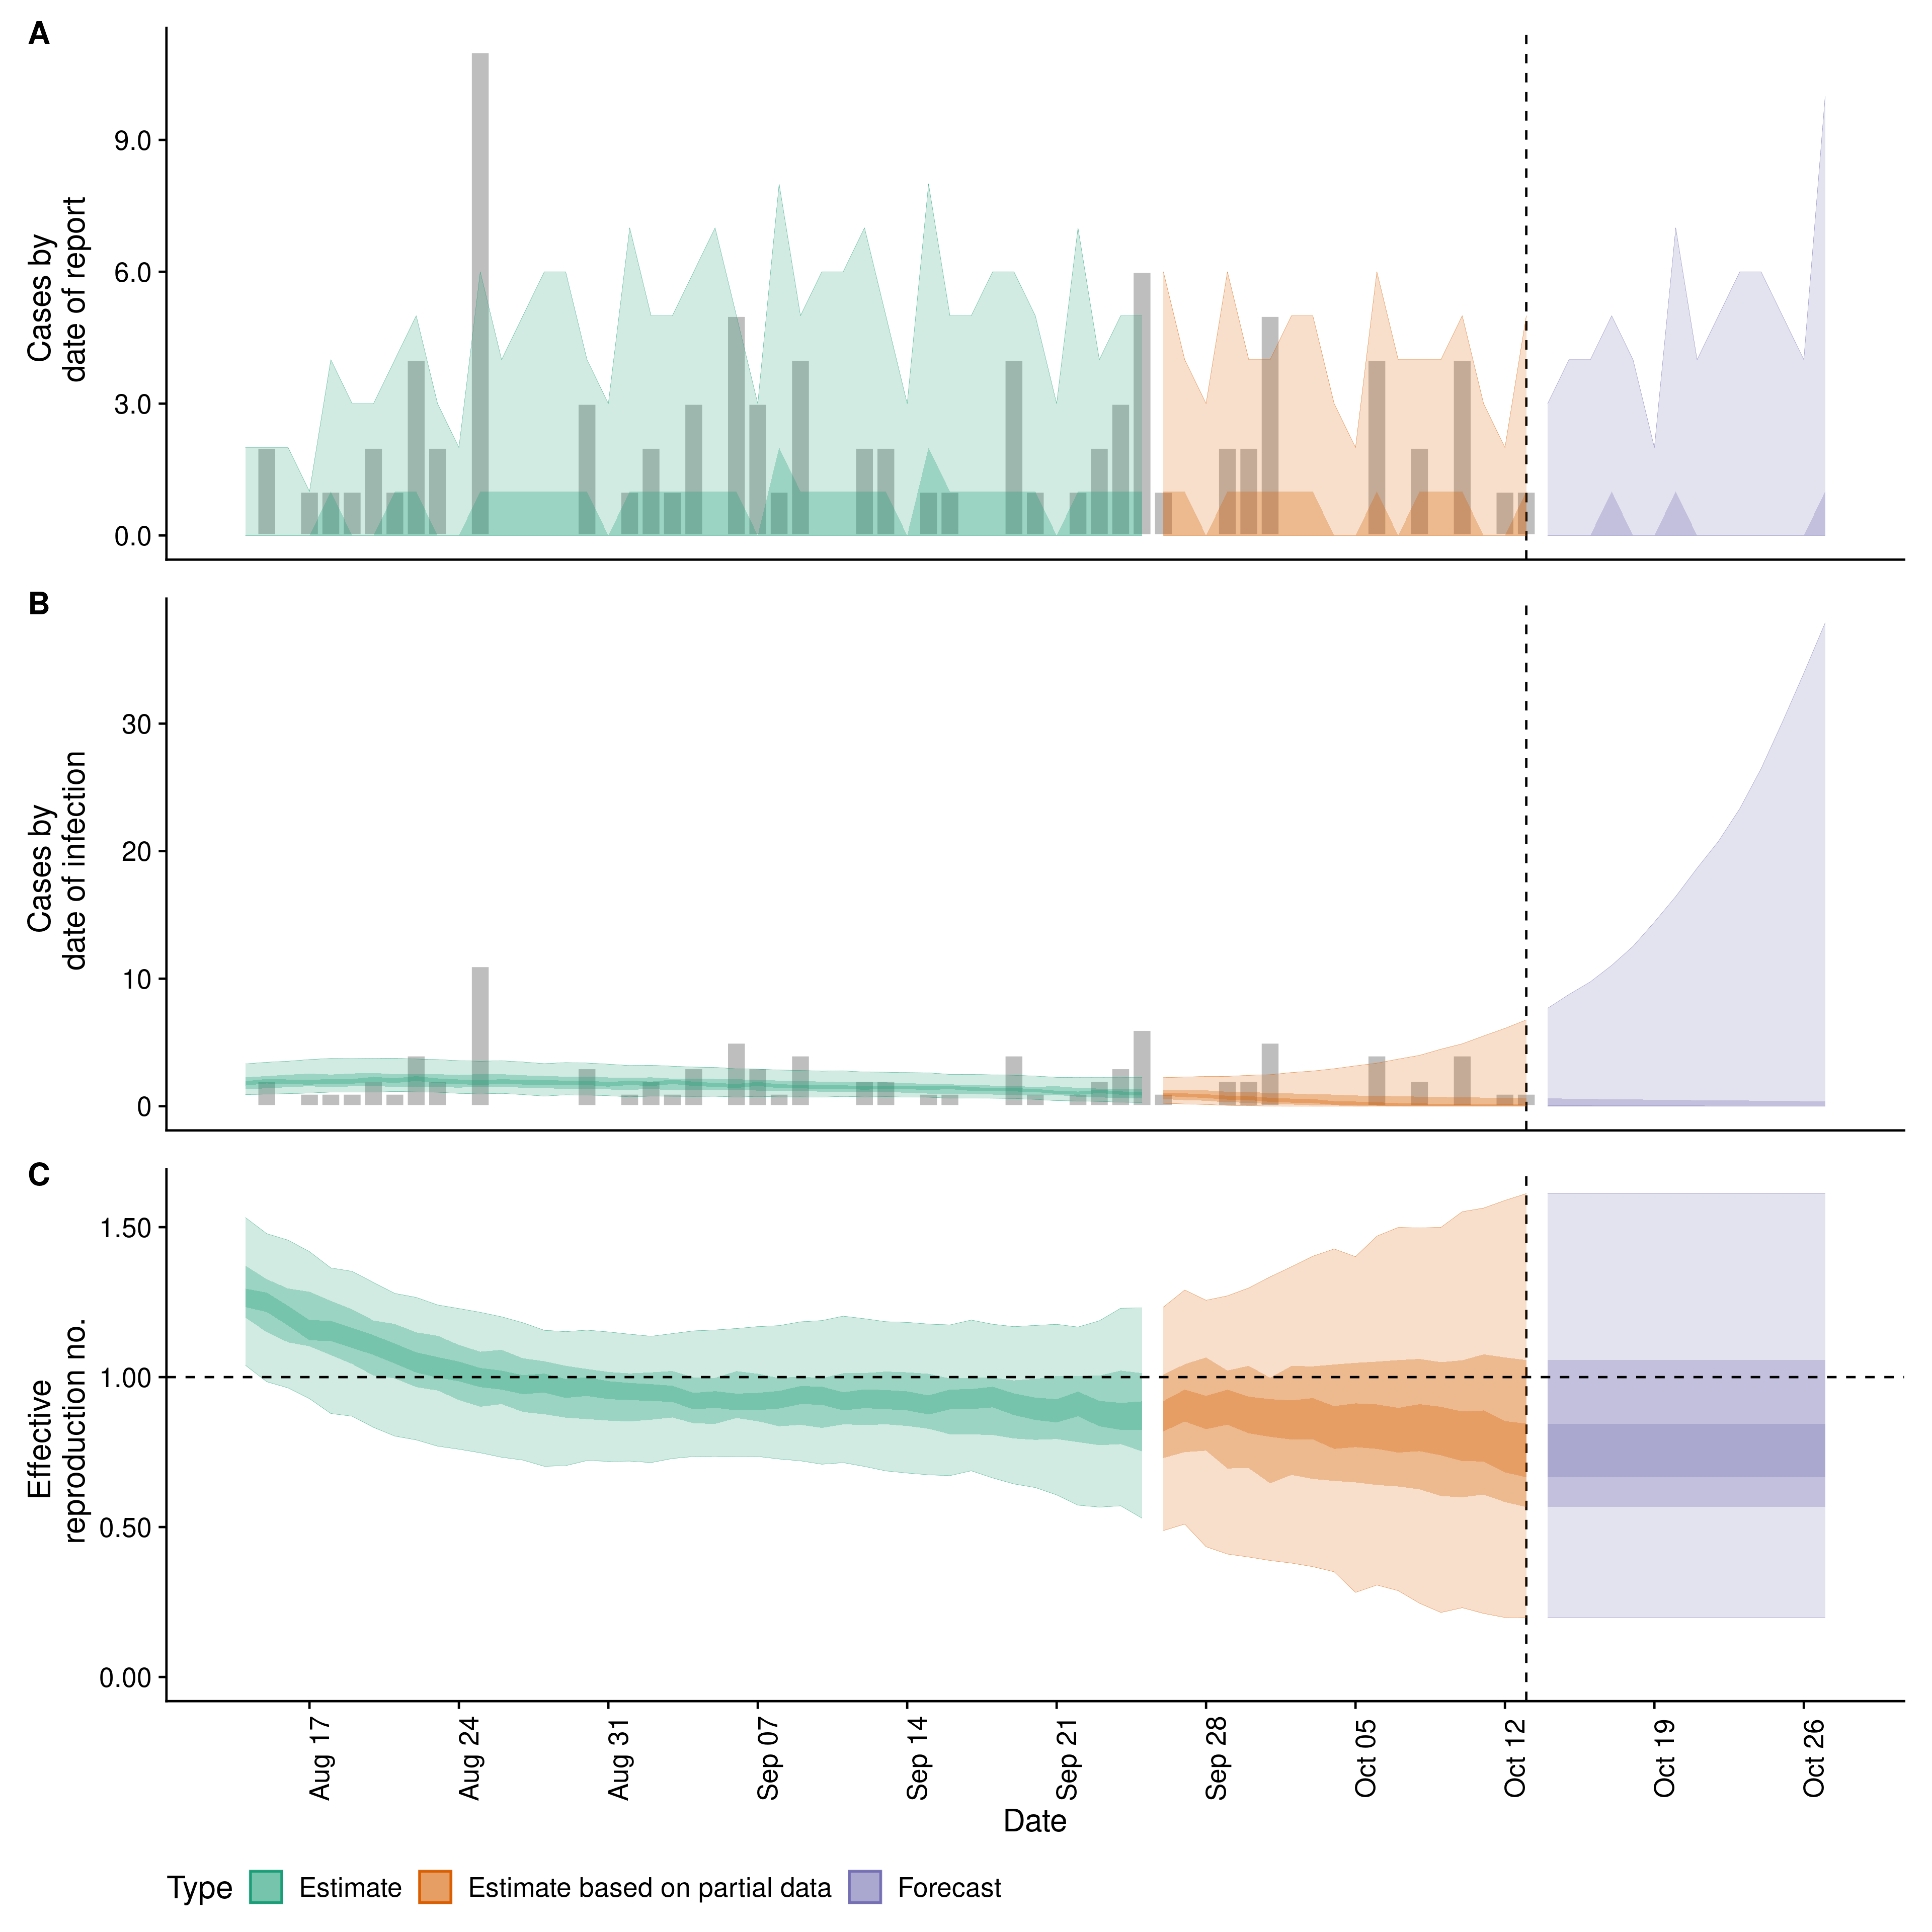 A
Cases by
date of report
9.0
6.0
3.0
0.0
B
Cases by
date of infection
30
20
10
0
C
Effective
reproduction no.
1.50
1.00
0.50
0.00
Aug 17
Aug 24
Aug 31
Sep 07
Sep 14
Sep 21
Sep 28
Oct 05
Oct 12
Oct 19
Oct 26
Date
Type Estimate Estimate based on partial data Forecast